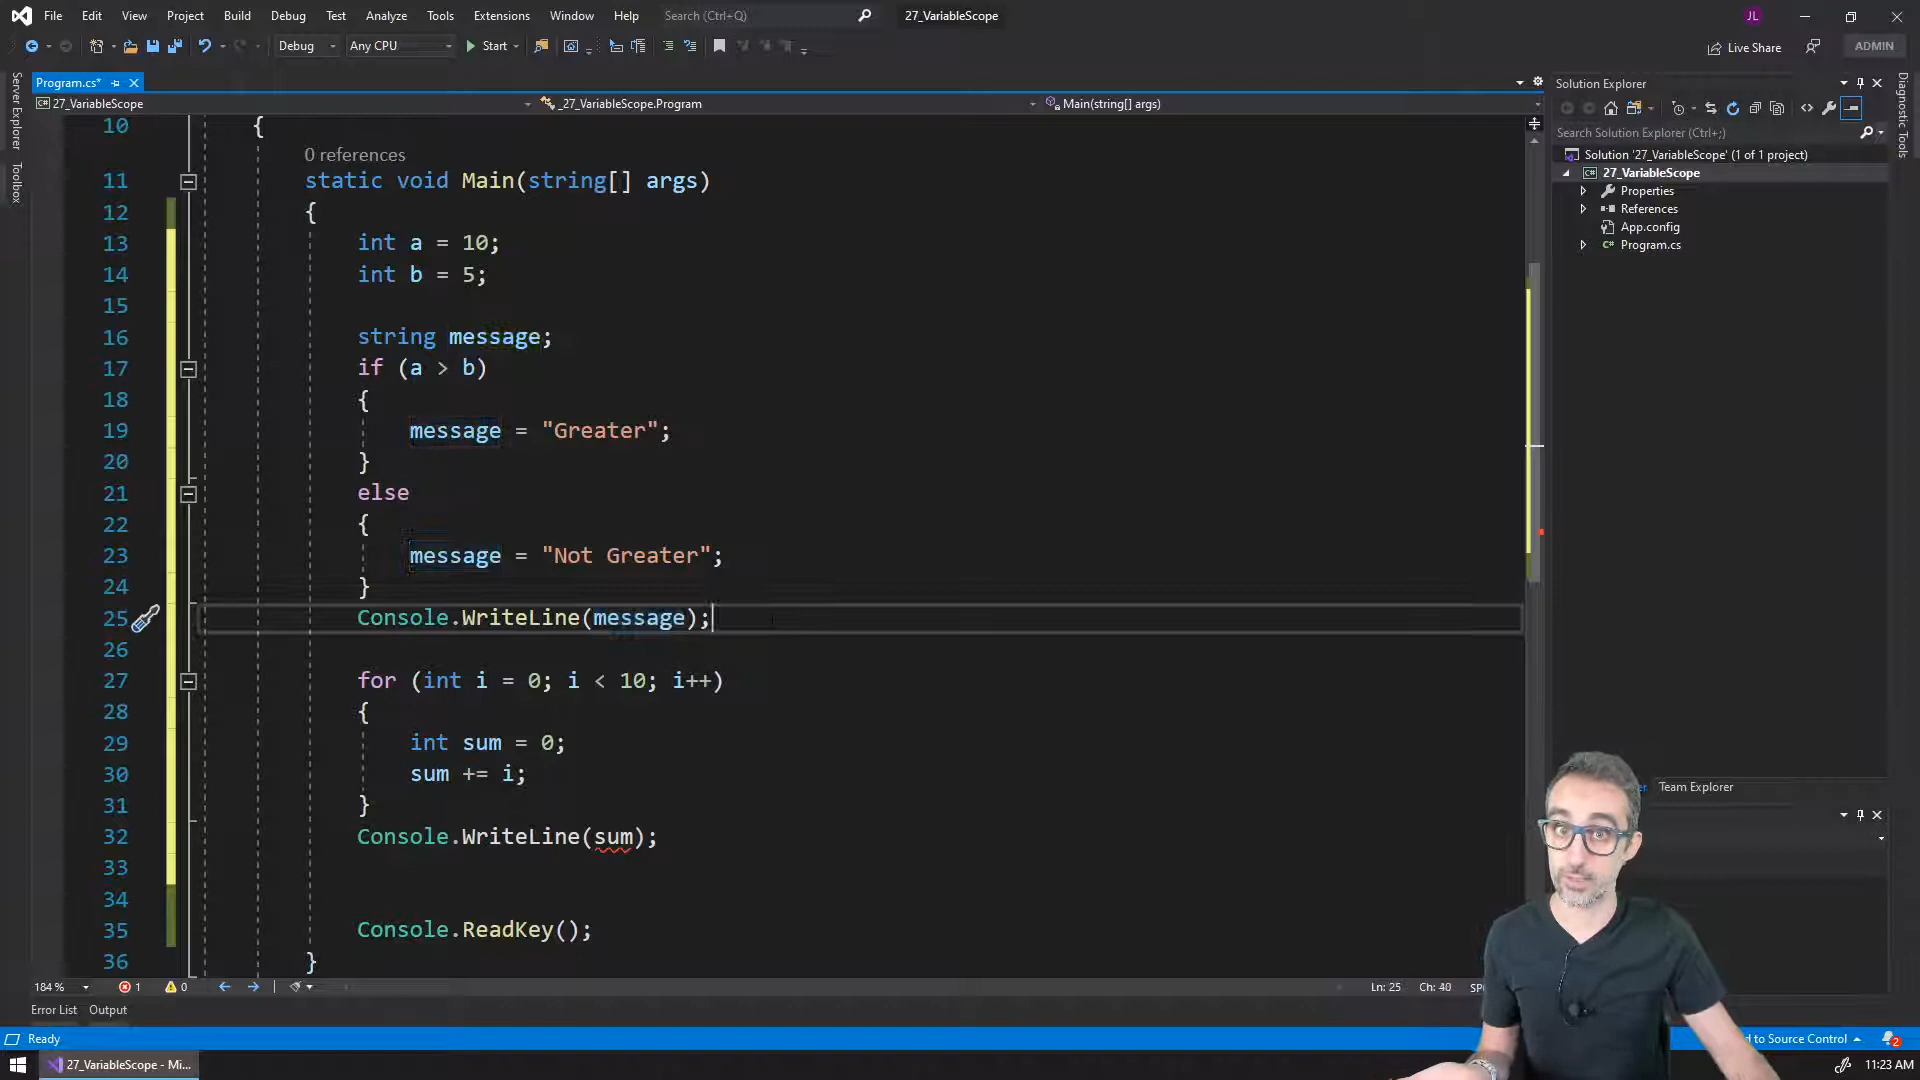 File Edit View Project Build Debug Test Analyze Tools Extensions Window Help Search (Ctrl+Q) 27_VariableScope JL
Debug Any CPU Start Live Share ADMIN
Server Explorer
Toolbox
Program.cs*
27_VariableScope _27_VariableScope.Program Main(string[] args)
10 {
0 references
11 static void Main(string[] args)
12 {
13 int a = 10;
14 int b = 5;
15
16 string message;
17 if (a > b)
18 {
19 message = "Greater";
20 }
21 else
22 {
23 message = "Not Greater";
24 }
25 Console.WriteLine(message);
26
27 for (int i = 0; i < 10; i++)
28 {
29 int sum = 0;
30 sum += i;
31 }
32 Console.WriteLine(sum);
33
34
35 Console.ReadKey();
36 }
184 % 1 0 Ln: 25 Ch: 40
Error List Output
Solution Explorer
Search Solution Explorer (Ctrl+;)
Solution '27_VariableScope' (1 of 1 project)
27_VariableScope
Properties
References
App.config
C# Program.cs
Team Explorer
Diagnostic Tools
Ready to Source Control 2
27_VariableScope - Mi... 11:23 AM